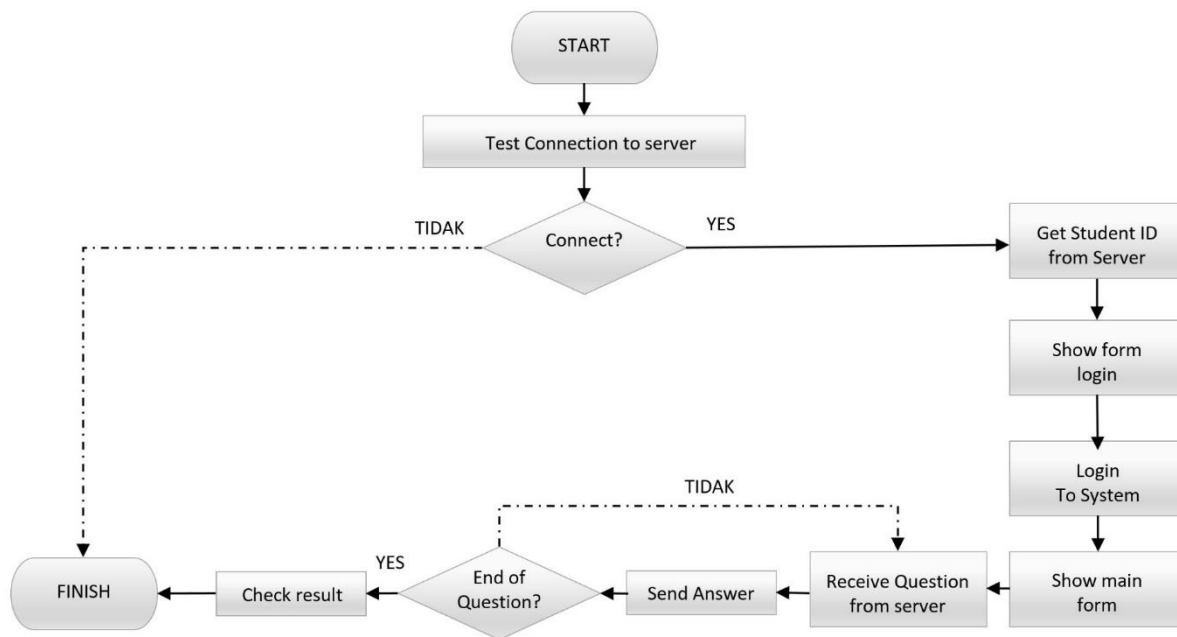 START
Test Connection to server
TIDAK
YES
Connect?
Get Student ID
from Server
Show form
login
Login
To System
TIDAK
Show main
form
Receive Question
from server
Send Answer
End of
Question?
YES
Check result
FINISH